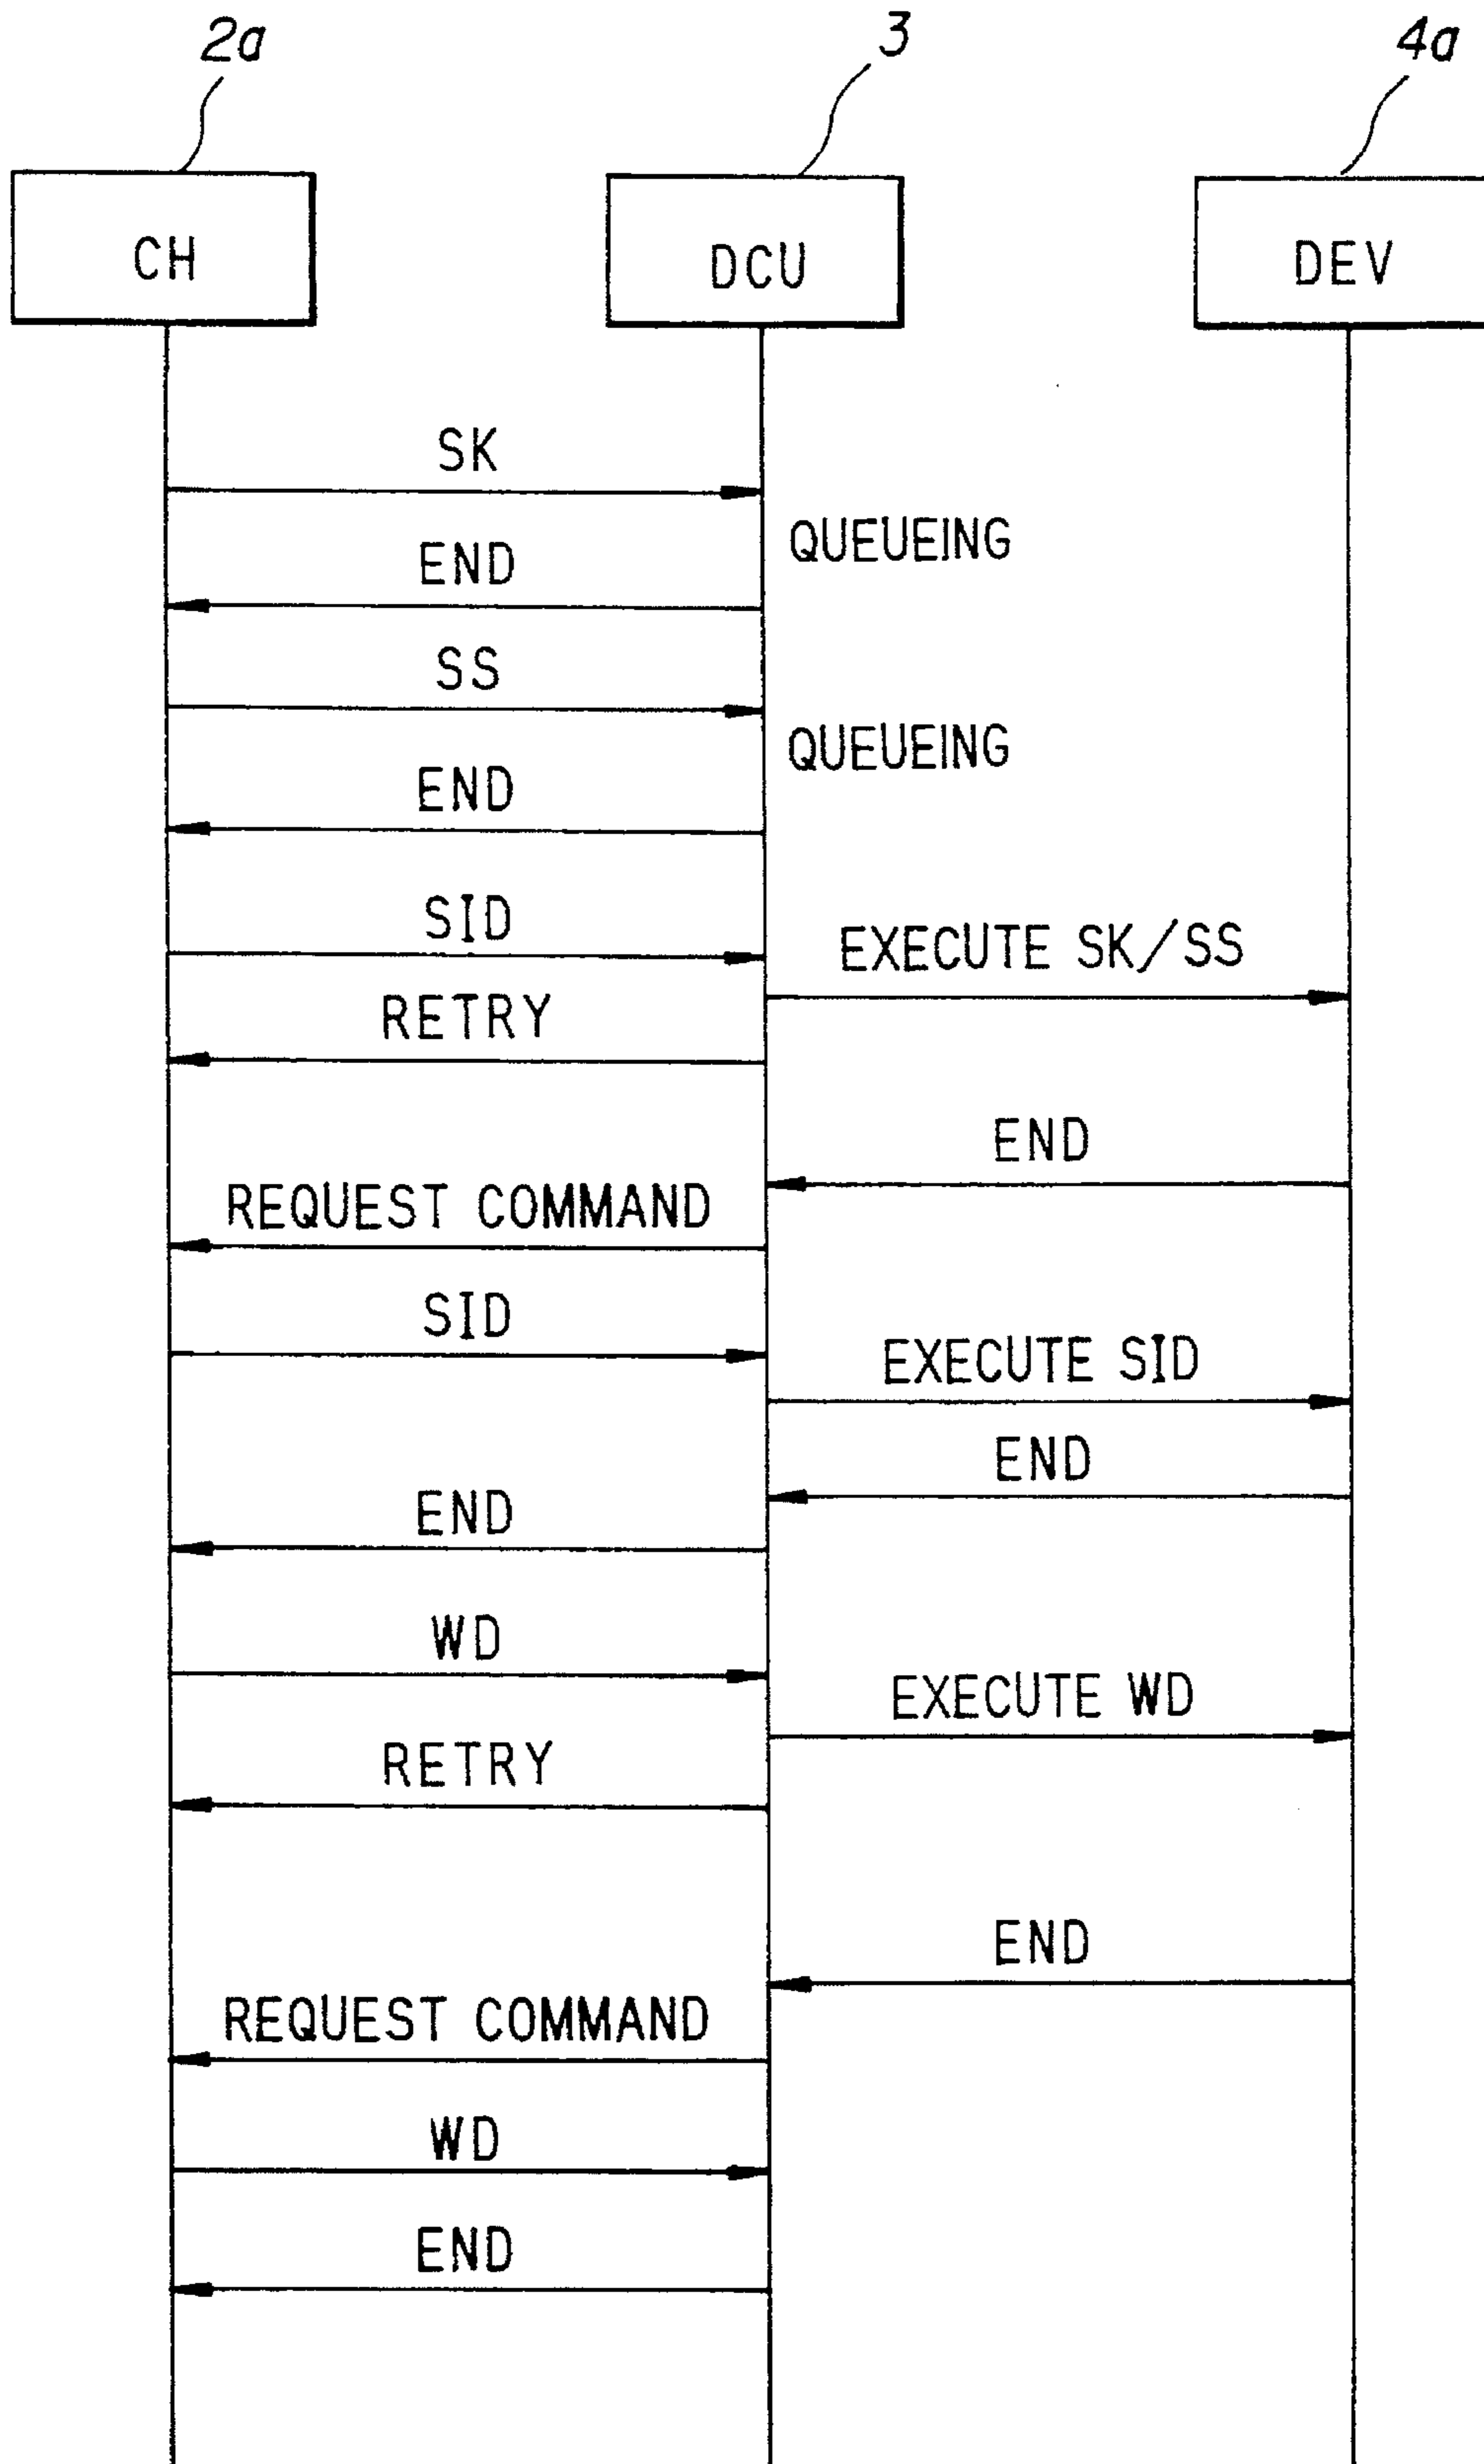 2a
3
4a
CH
DCU
DEV
SK
QUEUEING
END
SS
QUEUEING
END
SID
EXECUTE SK/SS
RETRY
END
REQUEST COMMAND
SID
EXECUTE SID
END
END
WD
EXECUTE WD
RETRY
END
REQUEST COMMAND
WD
END